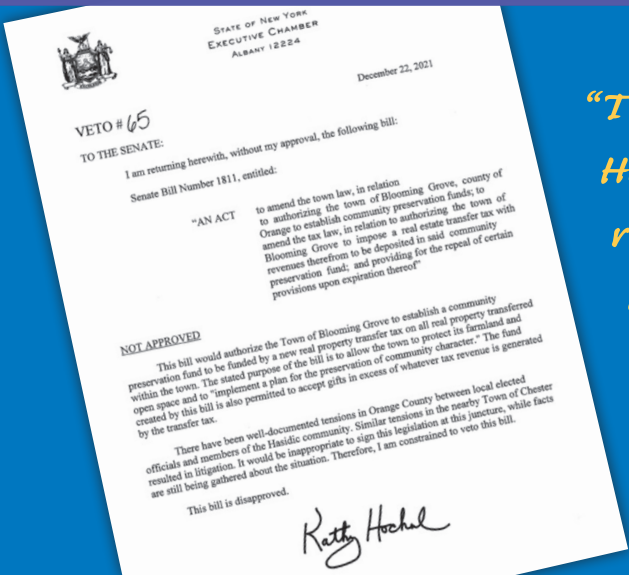 STATE OF NEW YORK
EXECUTIVE CHAMBER
ALBANY 12224
December 22, 2021
VETO # 65
TO THE SENATE:
I am returning herewith, without my approval, the following bill:
Senate Bill Number 1811, entitled:
"AN ACT to amend the town law, in relation
to authorizing the town of Blooming Grove, county of
Orange to establish community preservation funds; to
amend the tax law, in relation to authorizing the town of
Blooming Grove to impose a real estate transfer tax with
revenues therefrom to be deposited in said community
preservation fund; and providing for the repeal of certain
provisions upon expiration thereof"
NOT APPROVED
This bill would authorize the Town of Blooming Grove to establish a community
preservation fund to be funded by a new real property transfer tax on all real property transferred
within the town. The stated purpose of the bill is to allow the town to protect its farmland and
open space and to "implement a plan for the preservation of community character." The fund
created by this bill is also permitted to accept gifts in excess of whatever tax revenue is generated
by the transfer tax.
There have been well-documented tensions in Orange County between local elected
officials and members of the Hasidic community. Similar tensions in the nearby Town of Chester
resulted in litigation. It would be inappropriate to sign this legislation at this juncture, while facts
are still being gathered about the situation. Therefore, I am constrained to veto this bill.
This bill is disapproved.
Kathy Hochul